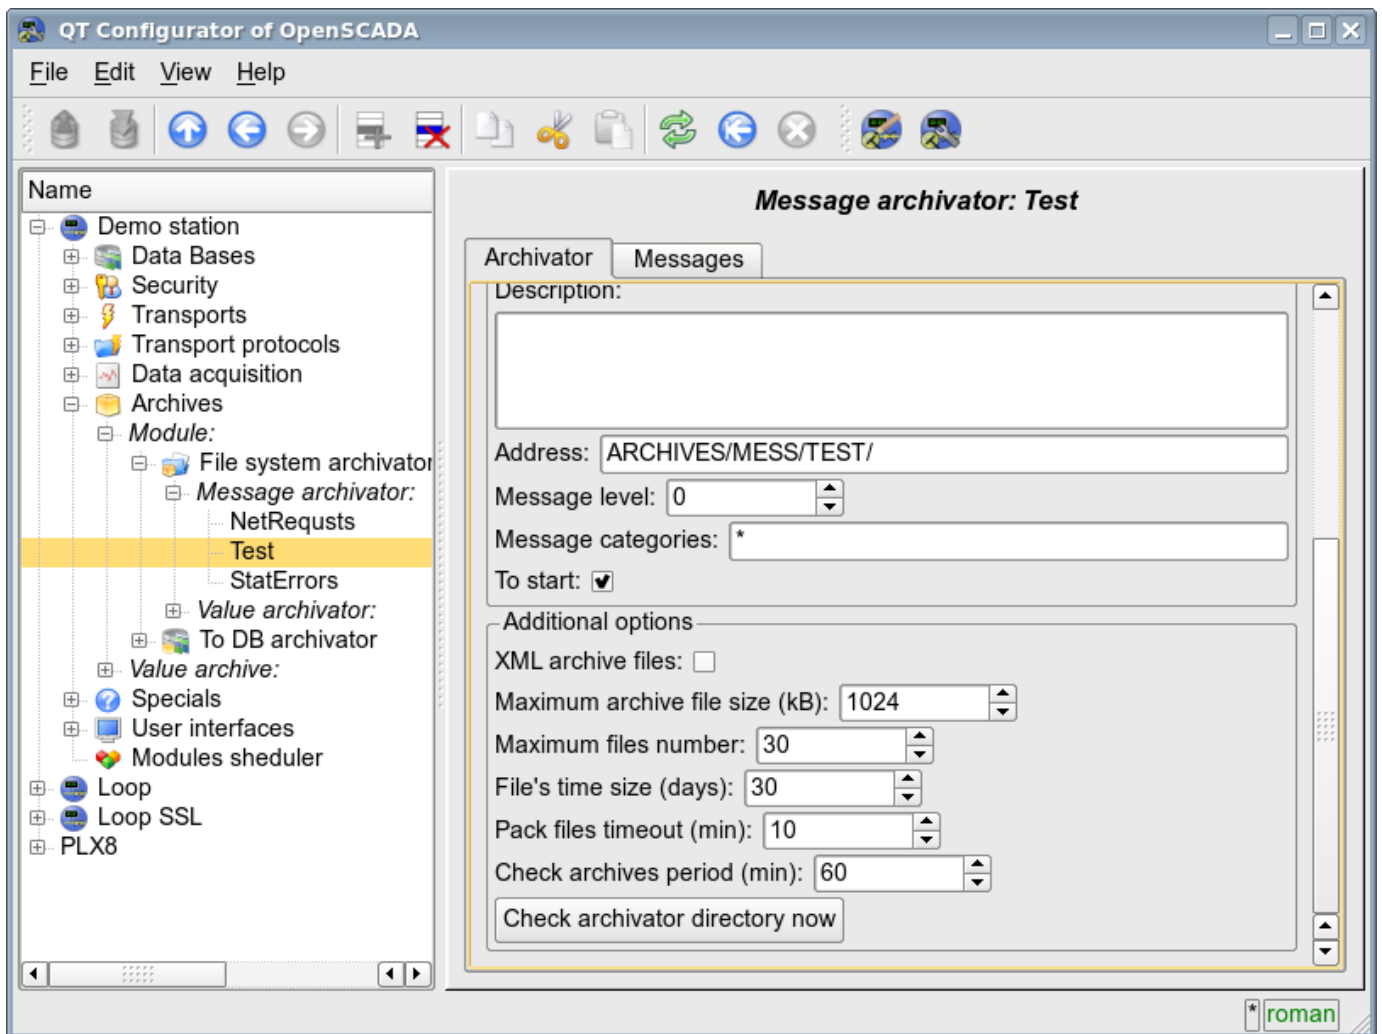 QT Configurator of OpenSCADA
File Edit View Help
Name
Demo station
Data Bases
Security
Transports
Transport protocols
Data acquisition
Archives
Module:
File system archivator
Message archivator:
NetRequsts
Test
StatErrors
Value archivator:
To DB archivator
Value archive:
Specials
User interfaces
Modules sheduler
Loop
Loop SSL
PLX8
Message archivator: Test
Archivator Messages
Description:
Address: ARCHIVES/MESS/TEST/
Message level: 0
Message categories: *
To start:
Additional options
XML archive files:
Maximum archive file size (kB): 1024
Maximum files number: 30
File's time size (days): 30
Pack files timeout (min): 10
Check archives period (min): 60
Check archivator directory now
* roman